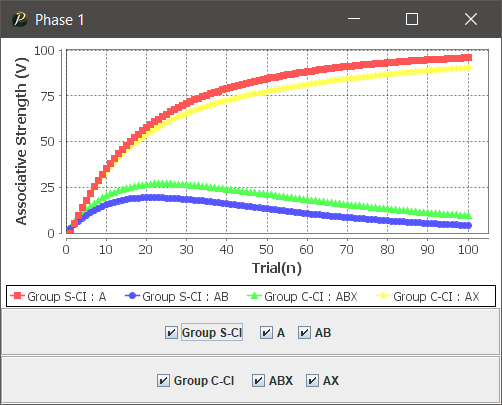 Phase 1
Associative Strength (V)
100
75
50
25
0
0 10 20 30 40 50 60 70 80 90 100
Trial(n)
Group S-CI : A Group S-CI : AB Group C-CI : ABX Group C-CI : AX
Group S-CI A AB
Group C-CI ABX AX